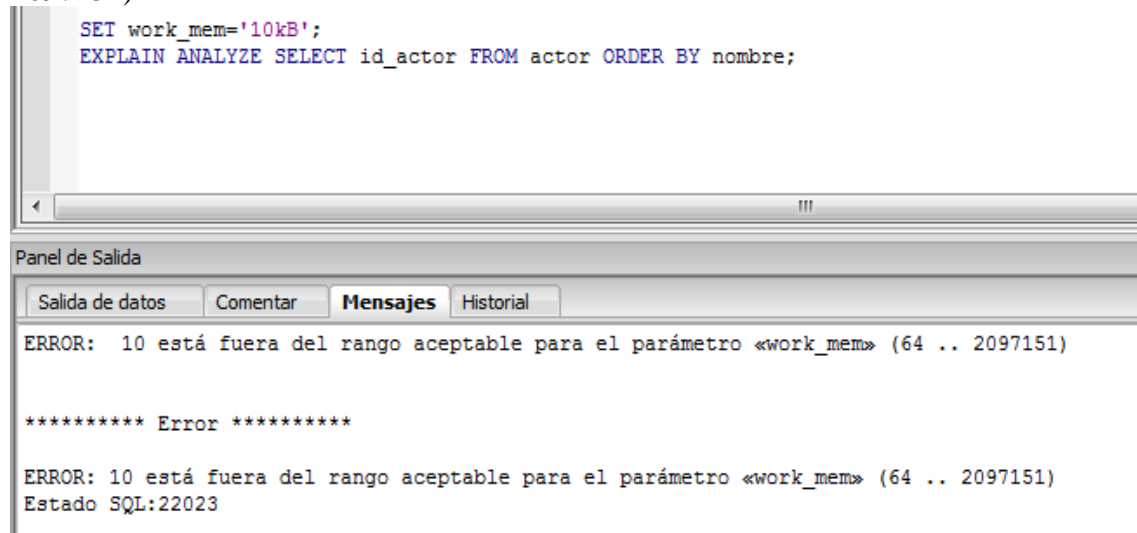 SET work_mem='10kB';
EXPLAIN ANALYZE SELECT id_actor FROM actor ORDER BY nombre;
Panel de Salida
Salida de datos Comentar Mensajes Historial
ERROR:  10 está fuera del rango aceptable para el parámetro «work_mem» (64 .. 2097151)
********** Error **********
ERROR: 10 está fuera del rango aceptable para el parámetro «work_mem» (64 .. 2097151)
Estado SQL:22023